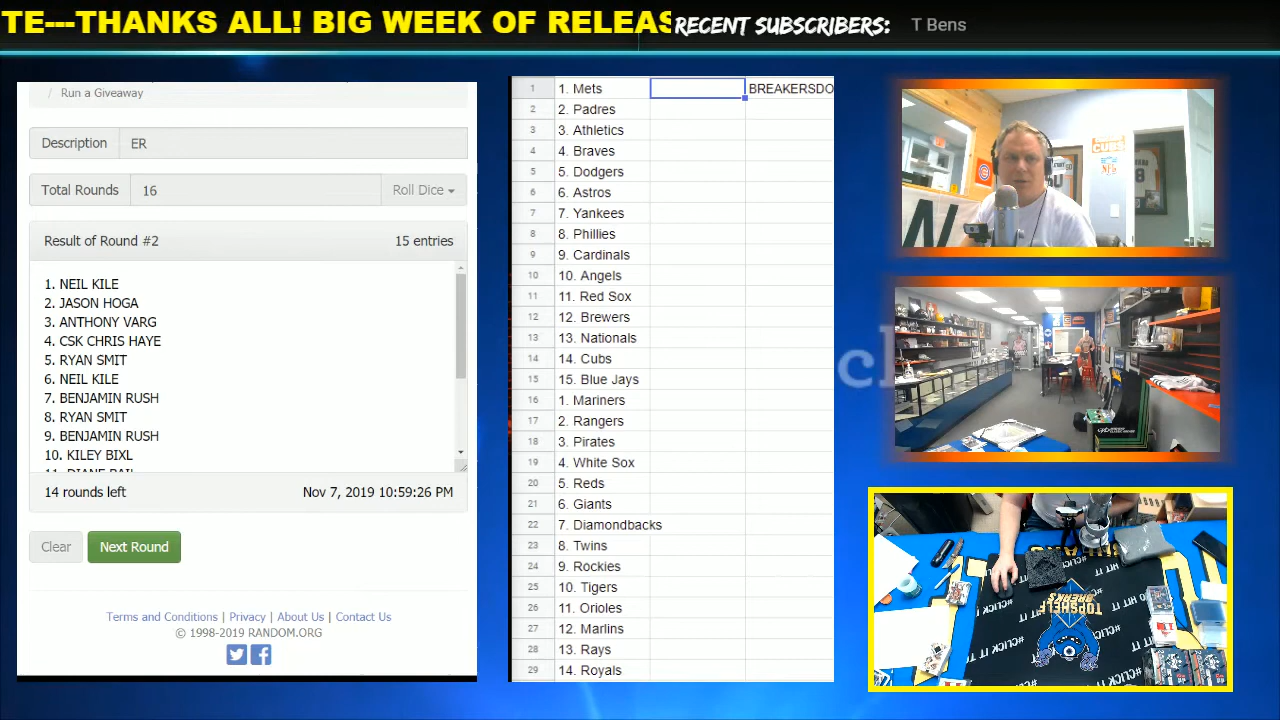 TE---THANKS ALL! BIG WEEK OF RELEAS
RECENT SUBSCRIBERS: T Bens
/ Run a Giveaway
Description ER
Total Rounds 16 Roll Dice
Result of Round #2 15 entries
1. NEIL KILE
2. JASON HOGA
3. ANTHONY VARG
4. CSK CHRIS HAYE
5. RYAN SMIT
6. NEIL KILE
7. BENJAMIN RUSH
8. RYAN SMIT
9. BENJAMIN RUSH
10. KILEY BIXL
11. DIANE BAIL
14 rounds left Nov 7, 2019 10:59:26 PM
Clear Next Round
Terms and Conditions | Privacy | About Us | Contact Us
© 1998-2019 RANDOM.ORG
1 1. Mets BREAKERSDO
2 2. Padres
3 3. Athletics
4 4. Braves
5 5. Dodgers
6 6. Astros
7 7. Yankees
8 8. Phillies
9 9. Cardinals
10 10. Angels
11 11. Red Sox
12 12. Brewers
13 13. Nationals
14 14. Cubs
15 15. Blue Jays
16 1. Mariners
17 2. Rangers
18 3. Pirates
19 4. White Sox
20 5. Reds
21 6. Giants
22 7. Diamondbacks
23 8. Twins
24 9. Rockies
25 10. Tigers
26 11. Orioles
27 12. Marlins
28 13. Rays
29 14. Royals
CUBS
NFL
TOPSHELF
BREAKS
#CLICK IT